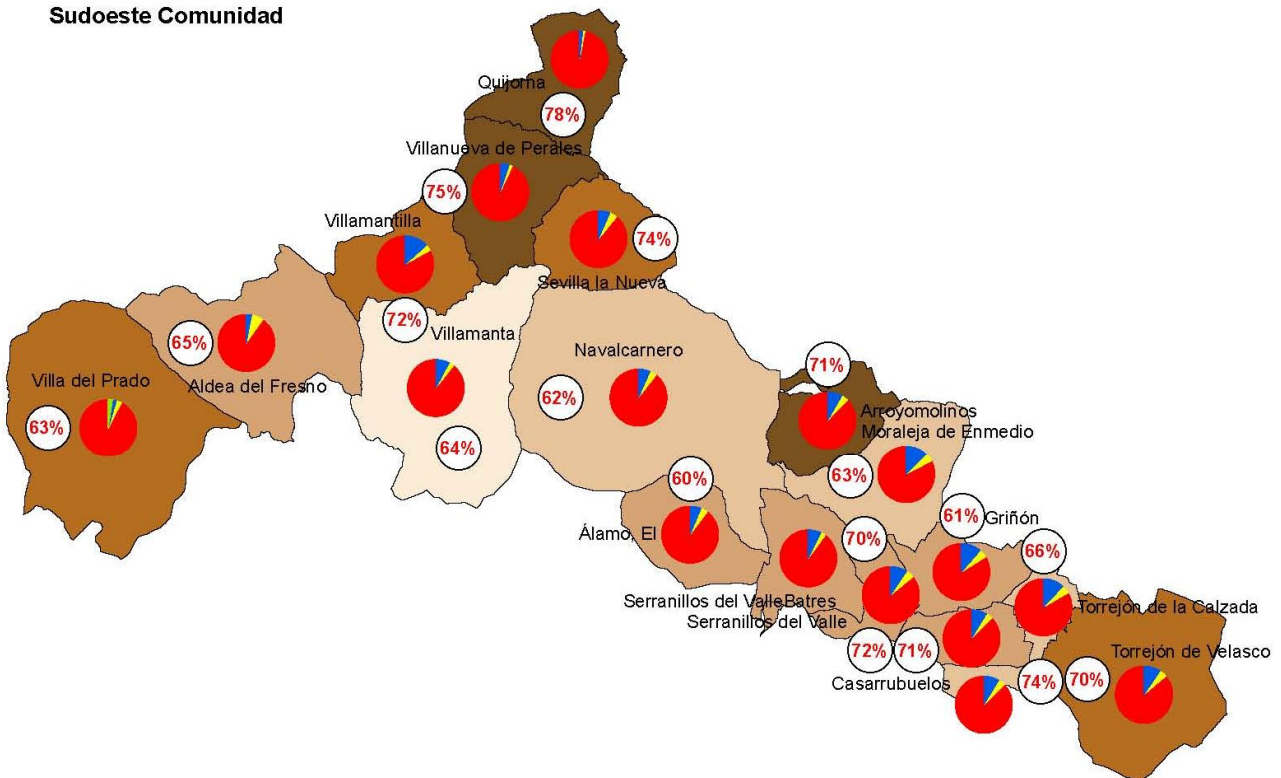 Sudoeste Comunidad
Quijorna
78%
Villanueva de Perales
75%
Villamantilla
74%
Sevilla la Nueva
72%
Villamanta
65%
Aldea del Fresno
Navalcarnero
71%
Villa del Prado
62%
63%
Arroyomolinos
Moraleja de Enmedio
64%
63%
60%
61%
Griñón
Álamo, El
70%
66%
Serranillos del ValleBatres
Torrejón de la Calzada
Serranillos del Valle
72%
71%
Torrejón de Velasco
Casarrubuelos
74%
70%